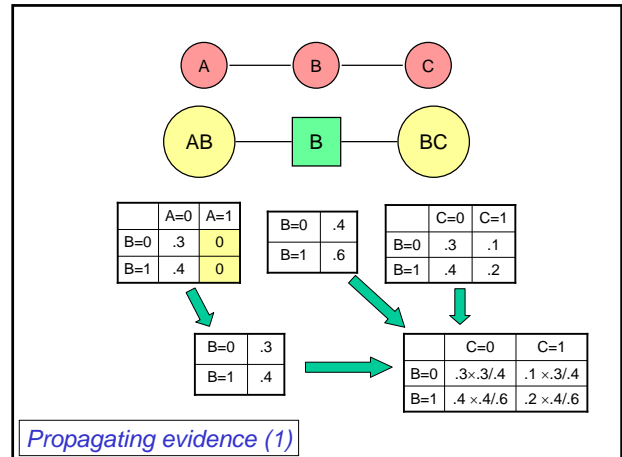 A B C
AB B BC
A=0 A=1
B=0 .3 0
B=1 .4 0
B=0 .4
B=1 .6
C=0 C=1
B=0 .3 .1
B=1 .4 .2
B=0 .3
B=1 .4
C=0 C=1
B=0 .3×.3/.4 .1 ×.3/.4
B=1 .4 ×.4/.6 .2 ×.4/.6
Propagating evidence (1)